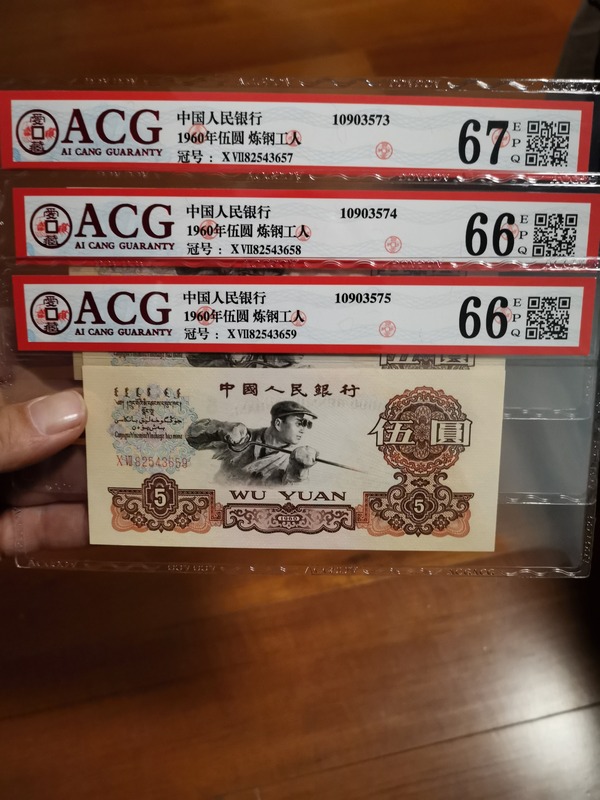 ACG
AI CANG GUARANTY
中国人民银行 10903573
1960年伍圆 炼钢工人
冠号： XⅦ82543657
67 EPQ
ACG
AI CANG GUARANTY
中国人民银行 10903574
1960年伍圆 炼钢工人
冠号： XⅦ82543658
66 EPQ
ACG
AI CANG GUARANTY
中国人民银行 10903575
1960年伍圆 炼钢工人
冠号： XⅦ82543659
66 EPQ
中國人民銀行
伍圓
XⅦ82543659
5
WU YUAN
1960
5